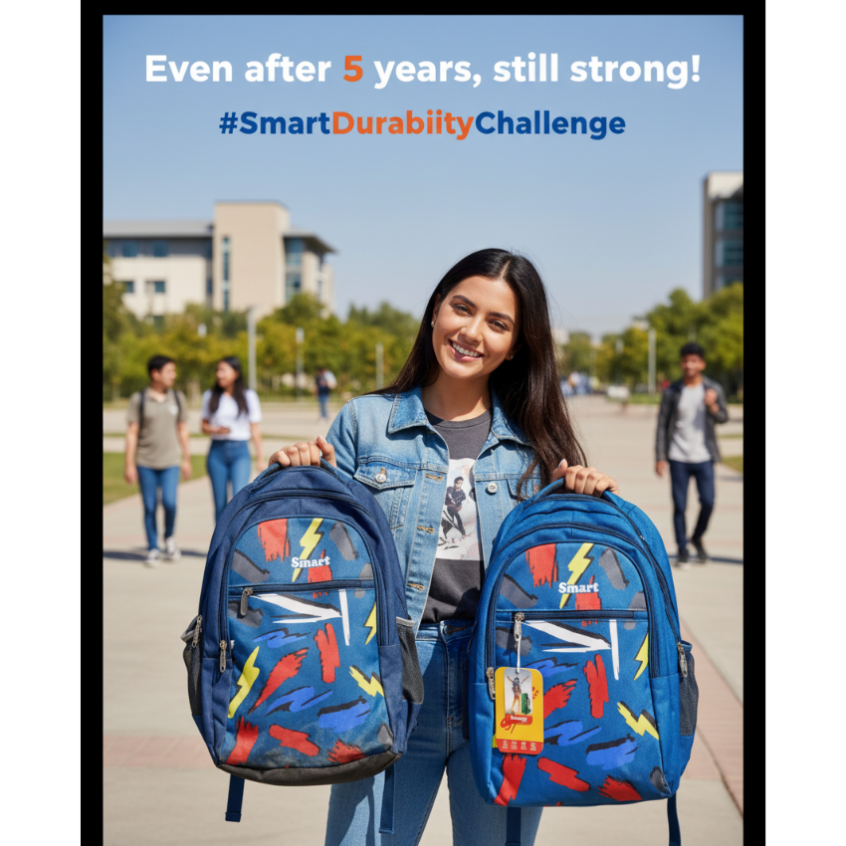 Even after 5 years, still strong!
#SmartDurabiityChallenge
Smart
Smart